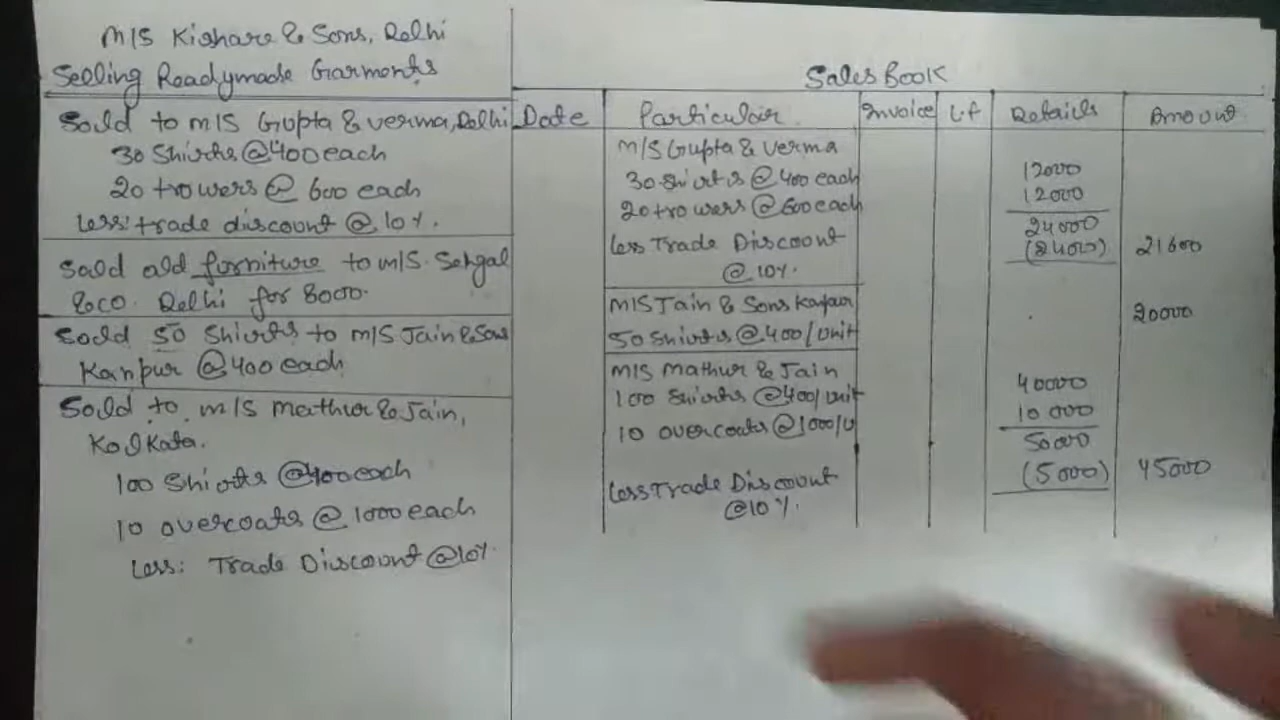 M/S Kishore & Sons, Delhi
Selling Readymade Garments
Sold to M/S Gupta & Verma, Delhi
30 Shirts @ 400 each
20 trowers @ 600 each
less: trade discount @ 10%.
Sold old furniture to M/S. Sehgal
& co. Delhi for 8000.
Sold 50 Shirts to M/S Jain & Sons
Kanpur @ 400 each
Sold to M/S Mathur & Jain,
Kolkata.
100 Shirts @ 400 each
10 overcoats @ 1000 each
Less: Trade Discount @ 10%.
Sales Book
Date Particular Invoice L.f Details Amount
M/S Gupta & Verma
30 Shirts @ 400 each 12000
20 trowers @ 600 each 12000
24000
less Trade Discount (2400) 21600
@ 10%.
M/S Jain & Sons Kanpur 20000
50 Shirts @ 400/Unit
M/S Mathur & Jain
100 Shirts @ 400/Unit 40000
10 overcoats @ 1000/U 10000
50000
Less Trade Discount (5000) 45000
@ 10%.